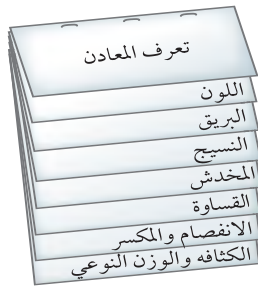 تعرف المعادن
اللون
البريق
النسيج
المخدش
القساوة
الانفصام والمكسر
الكثافه والوزن النوعي